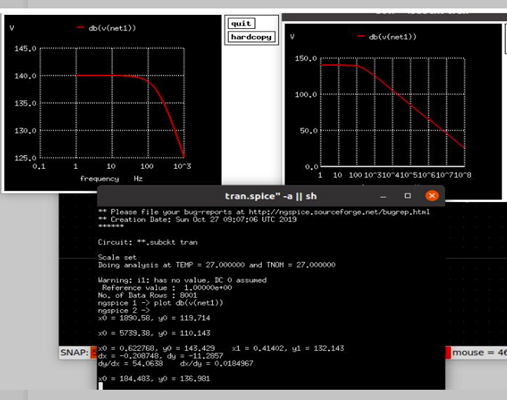 V
db(v(net1))
145.0
140.0
135.0
130.0
125.0
0.1
1
10
100
10^3
frequency Hz
quit
hardcopy
V
db(v(net1))
150.0
100.0
50.0
0.0
1 10 100 10^3 10^4 10^5 10^6 10^7 10^8
tran.spice" -a || sh
** Please file your bug-reports at http://ngspice.sourceforge.net/bugrep.html
** Creation Date: Sun Oct 27 09:07:06 UTC 2019
******
Circuit: **.subckt tran
Scale set
Doing analysis at TEMP = 27.000000 and TNOM = 27.000000
Warning: i1: has no value, DC 0 assumed
Reference value : 1.00000e+00
No. of Data Rows : 8001
ngspice 1 -> plot db(v(net1))
ngspice 2 ->
x0 = 1890.58, y0 = 119.714
x0 = 5739.38, y0 = 110.143
x0 = 0.622768, y0 = 143.429 x1 = 0.41402, y1 = 132.143
dx = -0.208748, dy = -11.2857
dy/dx = 54.0638 dx/dy = 0.0184967
x0 = 184.483, y0 = 136.981
SNAP:
mouse = 46